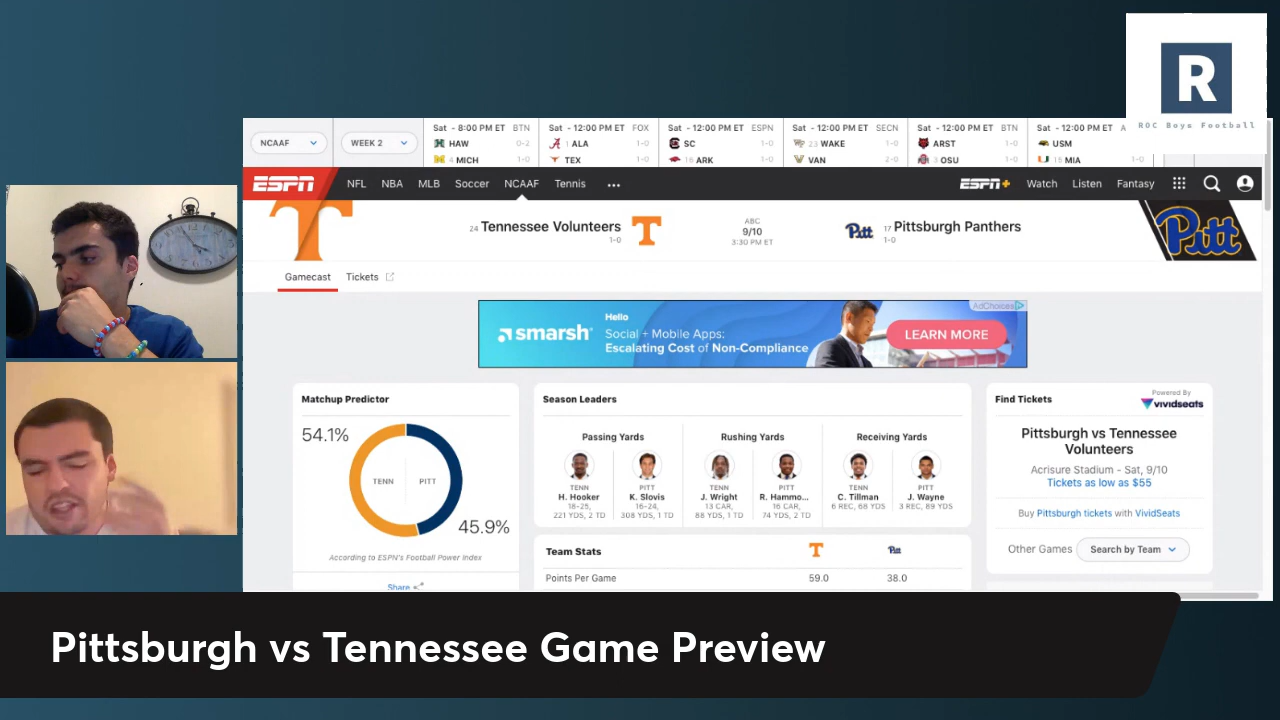 R
ROC Boys Football
NCAAF
WEEK 2
Sat - 8:00 PM ET BTN
HAW 0-2
4 MICH 1-0
Sat - 12:00 PM ET FOX
1 ALA 1-0
TEX 1-0
Sat - 12:00 PM ET ESPN
SC 1-0
16 ARK 1-0
Sat - 12:00 PM ET SECN
23 WAKE 1-0
VAN 2-0
Sat - 12:00 PM ET BTN
ARST 1-0
3 OSU 1-0
Sat - 12:00 PM ET A
USM
15 MIA 1-0
ESPN NFL NBA MLB Soccer NCAAF Tennis ... ESPN+ Watch Listen Fantasy
T
24 Tennessee Volunteers
1-0
T
ABC
9/10
3:30 PM ET
Pitt
17 Pittsburgh Panthers
1-0
Pitt
Gamecast Tickets
Hello
smarsh
Social + Mobile Apps:
Escalating Cost of Non-Compliance
LEARN MORE
AdChoices
Matchup Predictor
54.1%
TENN PITT
45.9%
According to ESPN's Football Power Index
Share
Season Leaders
Passing Yards
TENN
H. Hooker
18-25,
221 YDS, 2 TD
PITT
K. Slovis
16-24,
308 YDS, 1 TD
Rushing Yards
TENN
J. Wright
13 CAR,
88 YDS, 1 TD
PITT
R. Hammo...
16 CAR,
74 YDS, 2 TD
Receiving Yards
TENN
C. Tillman
6 REC, 68 YDS
PITT
J. Wayne
3 REC, 89 YDS
Team Stats T Pitt
Points Per Game 59.0 38.0
Find Tickets
Powered By
VIVIDSEATS
Pittsburgh vs Tennessee
Volunteers
Acrisure Stadium - Sat, 9/10
Tickets as low as $55
Buy Pittsburgh tickets with VividSeats
Other Games Search by Team
Pittsburgh vs Tennessee Game Preview